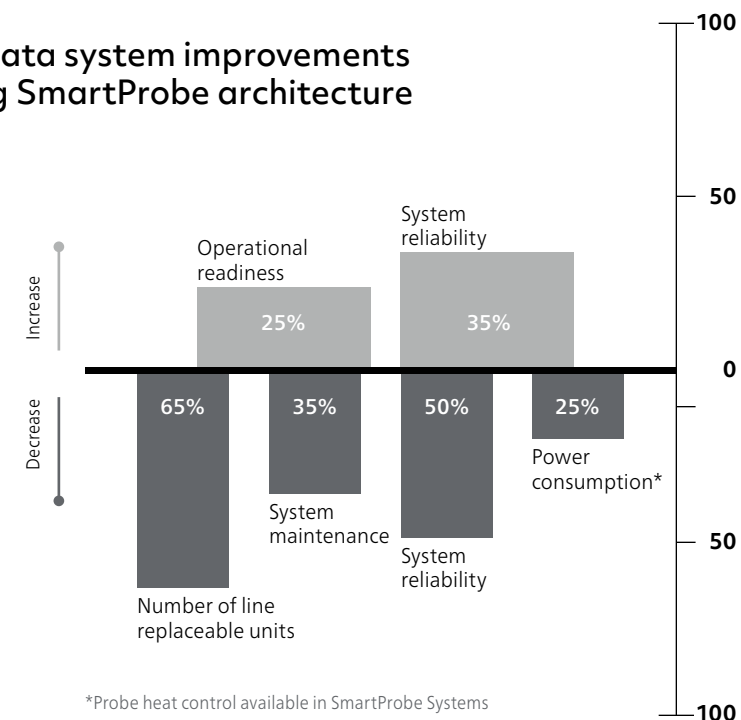 ata system improvements
g SmartProbe architecture
100
50
0
50
100
Increase
Decrease
Operational
readiness
25%
System
reliability
35%
65%
35%
50%
25%
Number of line
replaceable units
System
maintenance
System
reliability
Power
consumption*
*Probe heat control available in SmartProbe Systems